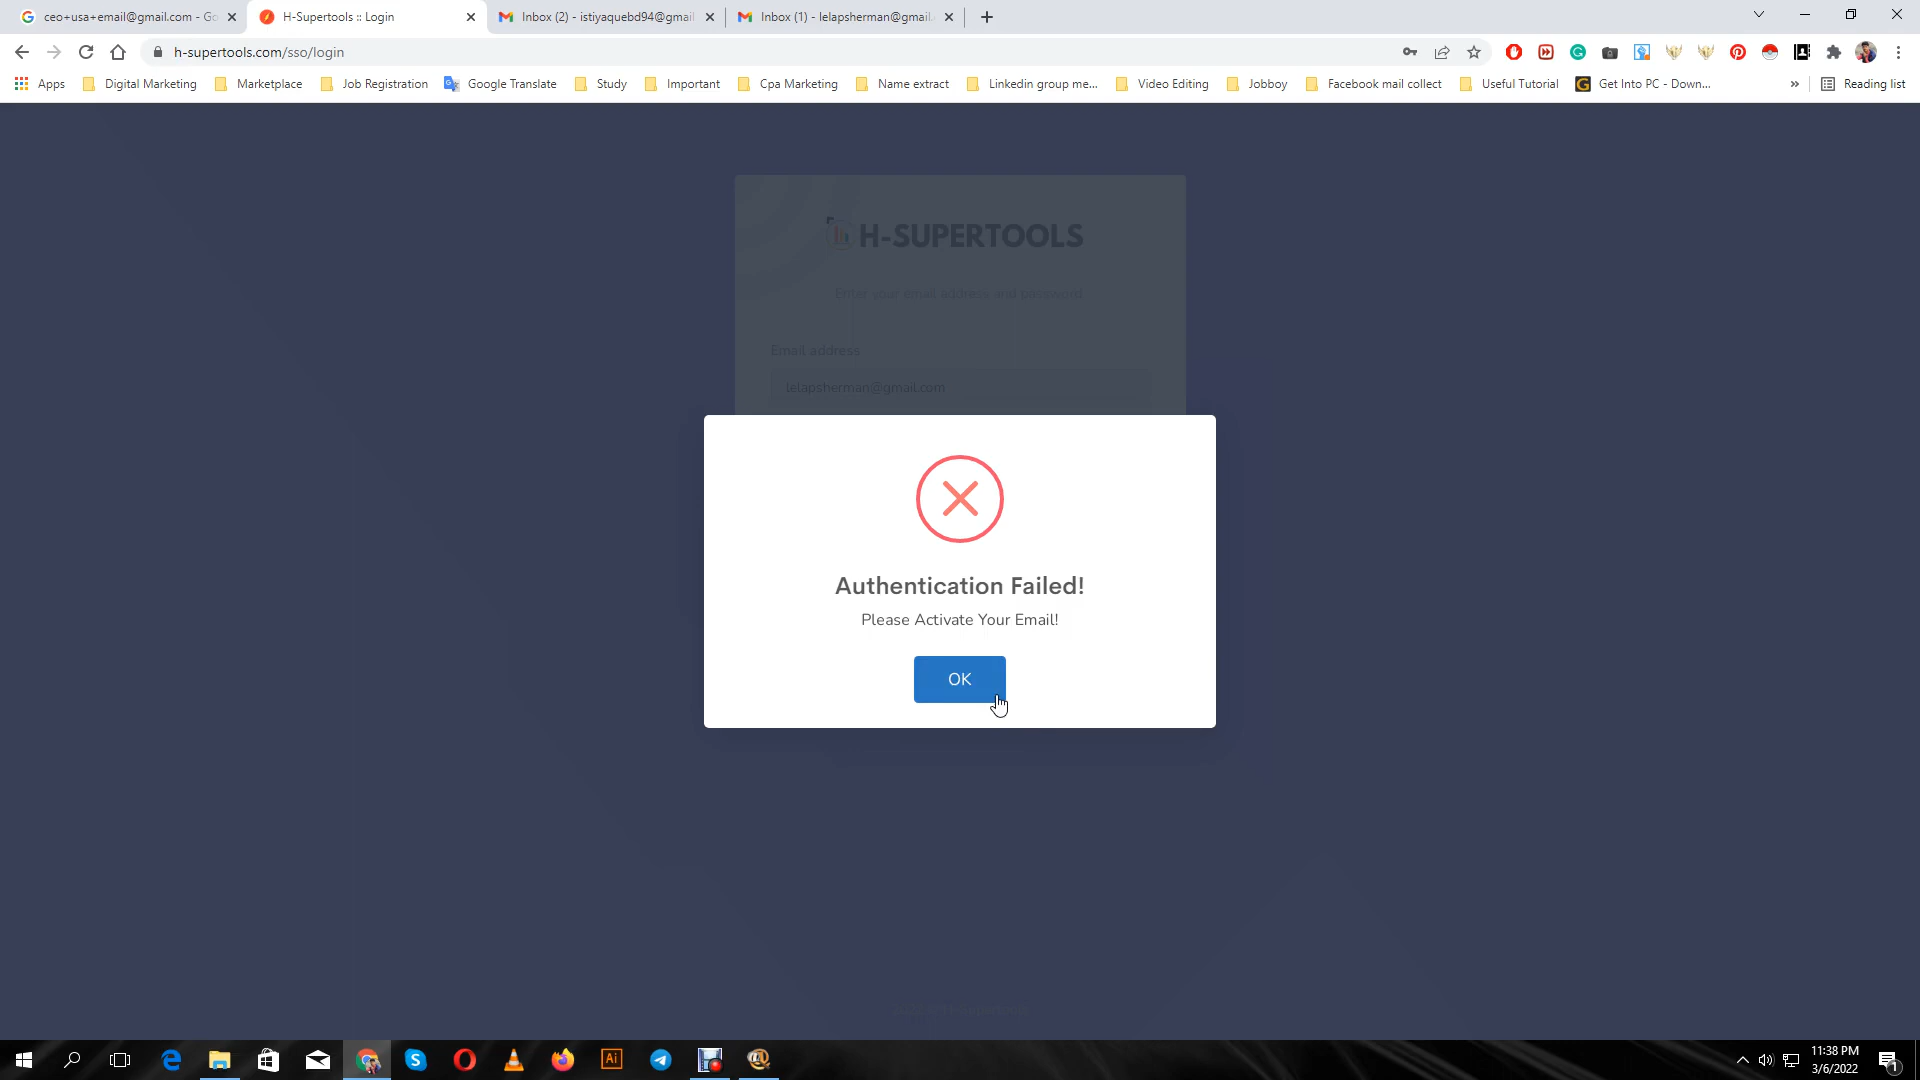 ceo+usa+email@gmail.com - Go
H-Supertools :: Login
Inbox (2) - istiyaquebd94@gmail
Inbox (1) - lelapsherman@gmail.
h-supertools.com/sso/login
Apps
Digital Marketing
Marketplace
Job Registration
Google Translate
Study
Important
Cpa Marketing
Name extract
Linkedin group me...
Video Editing
Jobboy
Facebook mail collect
Useful Tutorial
Get Into PC - Down...
»
Reading list
H-SUPERTOOLS
Enter your email address and password
Email address
lelapsherman@gmail.com
Authentication Failed!
Please Activate Your Email!
OK
11:38 PM
3/6/2022